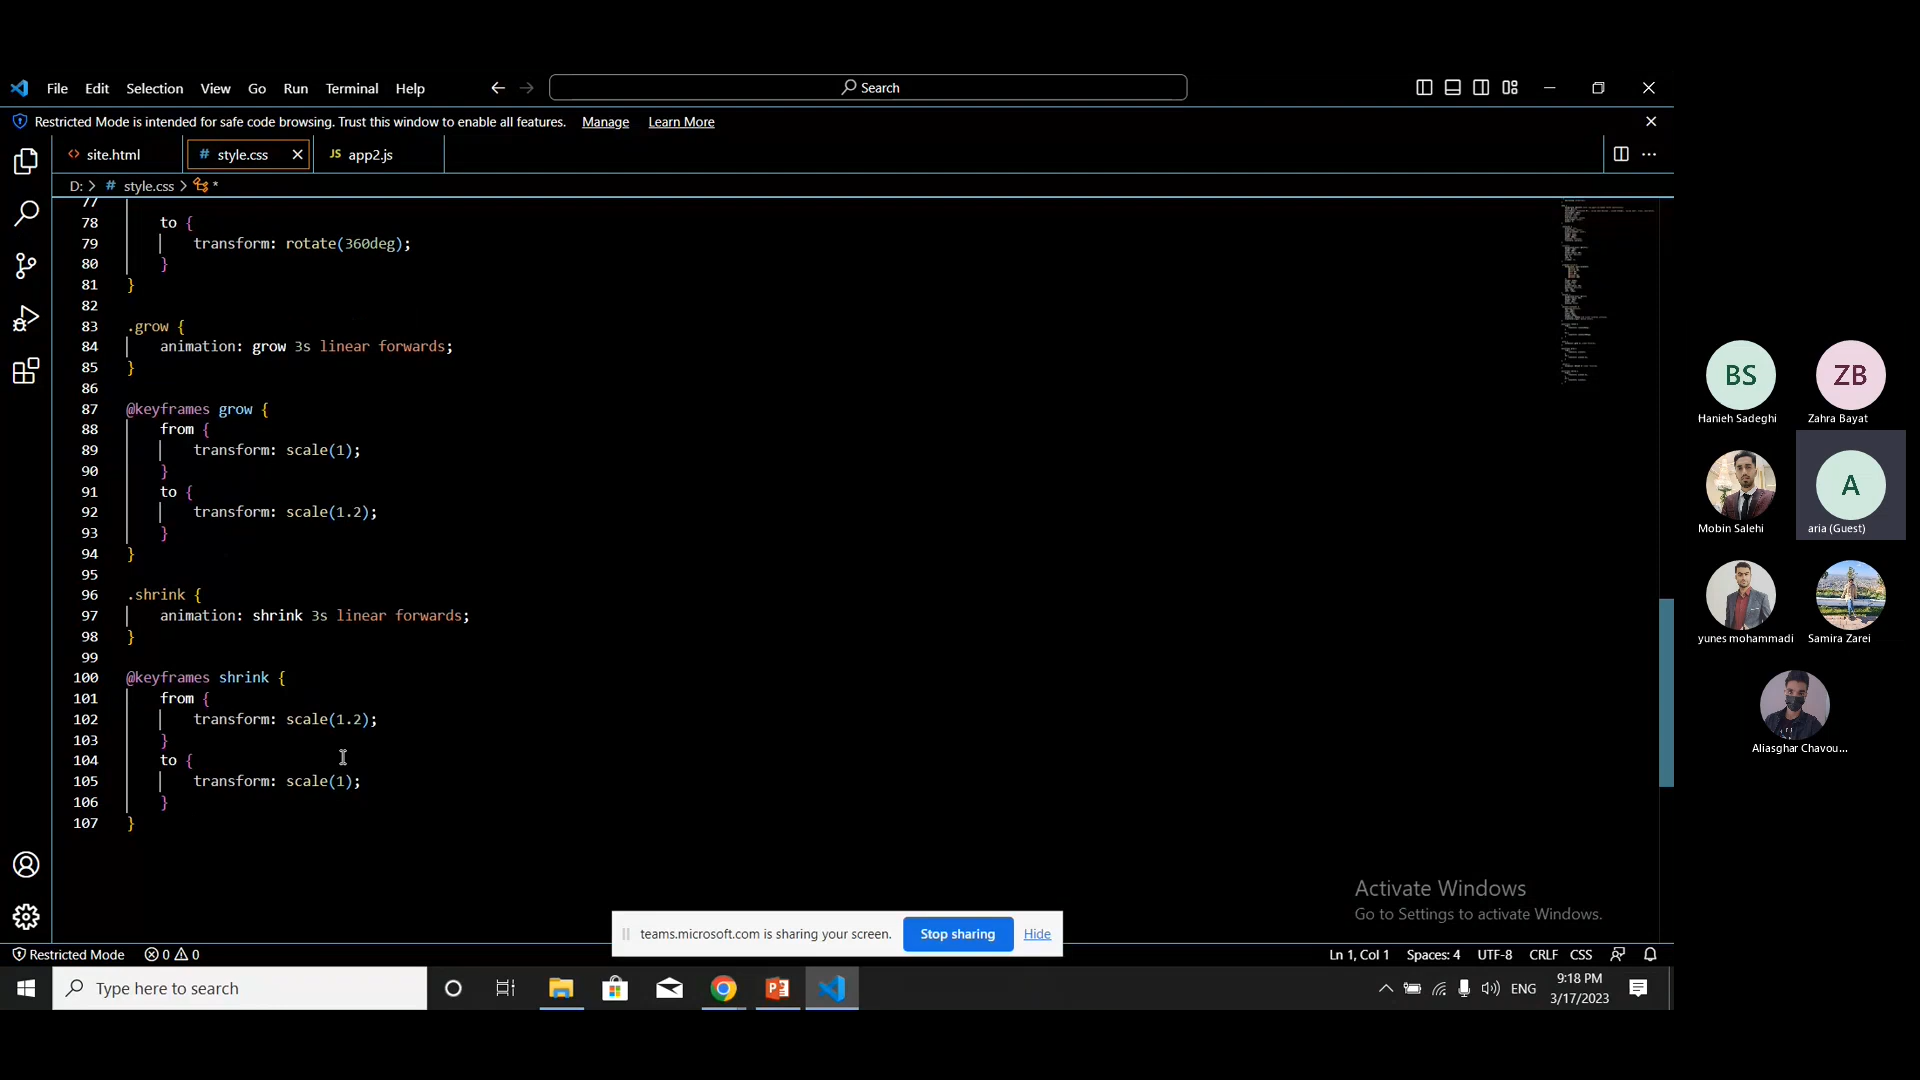 File Edit Selection View Go Run Terminal Help Search
Restricted Mode is intended for safe code browsing. Trust this window to enable all features. Manage Learn More
site.html # style.css JS app2.js
D: > # style.css > *
77
78 to {
79 transform: rotate(360deg);
80 }
81 }
82
83 .grow {
84 animation: grow 3s linear forwards;
85 }
86
87 @keyframes grow {
88 from {
89 transform: scale(1);
90 }
91 to {
92 transform: scale(1.2);
93 }
94 }
95
96 .shrink {
97 animation: shrink 3s linear forwards;
98 }
99
100 @keyframes shrink {
101 from {
102 transform: scale(1.2);
103 }
104 to {
105 transform: scale(1);
106 }
107 }
BS ZB
Hanieh Sadeghi Zahra Bayat
A
Mobin Salehi aria (Guest)
yunes mohammadi Samira Zarei
Aliasghar Chavou...
Activate Windows
Go to Settings to activate Windows.
teams.microsoft.com is sharing your screen. Stop sharing Hide
Restricted Mode 0 0 Ln 1, Col 1 Spaces: 4 UTF-8 CRLF CSS
Type here to search ENG 9:18 PM
3/17/2023